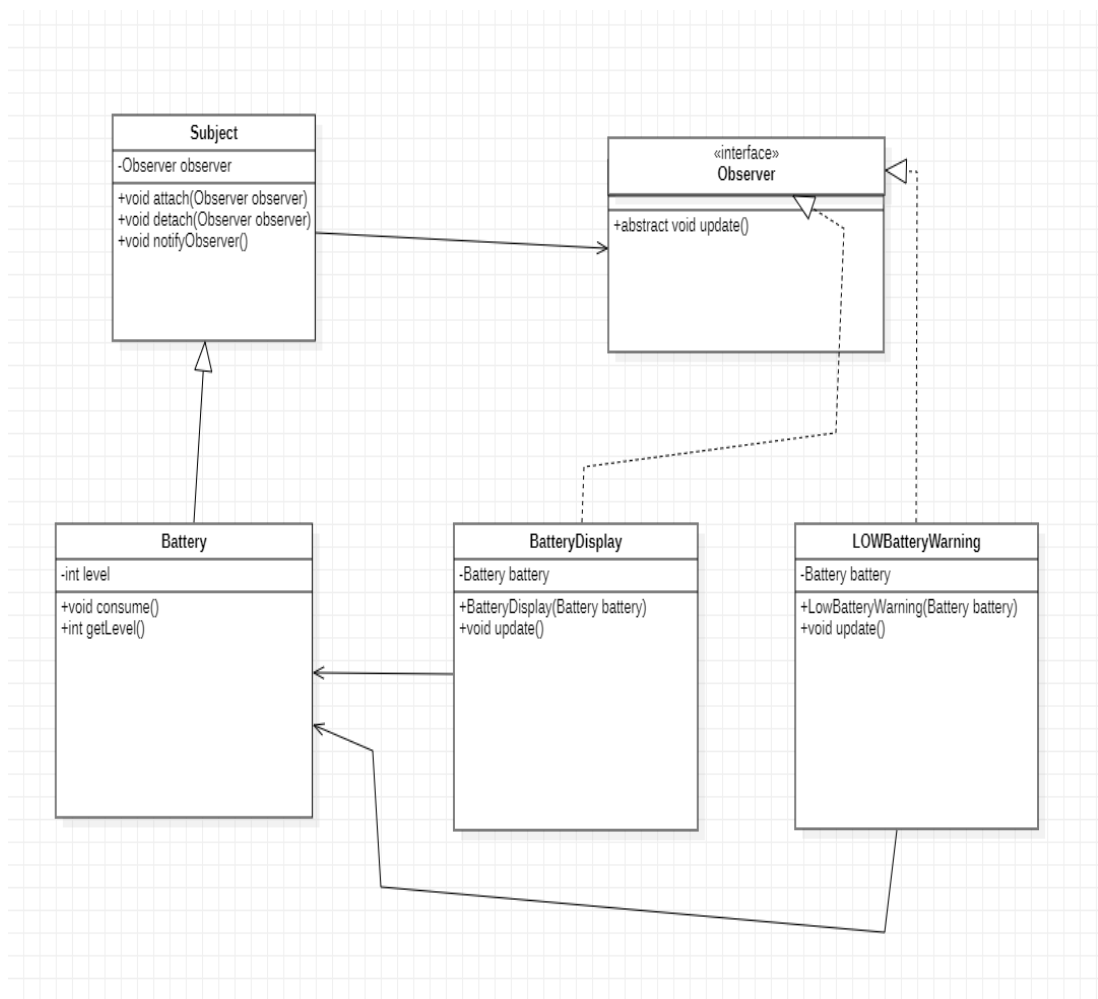 Subject
-Observer observer
+void attach(Observer observer)
+void detach(Observer observer)
+void notifyObserver()
«interface»
Observer
+abstract void update()
Battery
-int level
+void consume()
+int getLevel()
BatteryDisplay
-Battery battery
+BatteryDisplay(Battery battery)
+void update()
LOWBatteryWarning
-Battery battery
+LowBatteryWarning(Battery battery)
+void update()